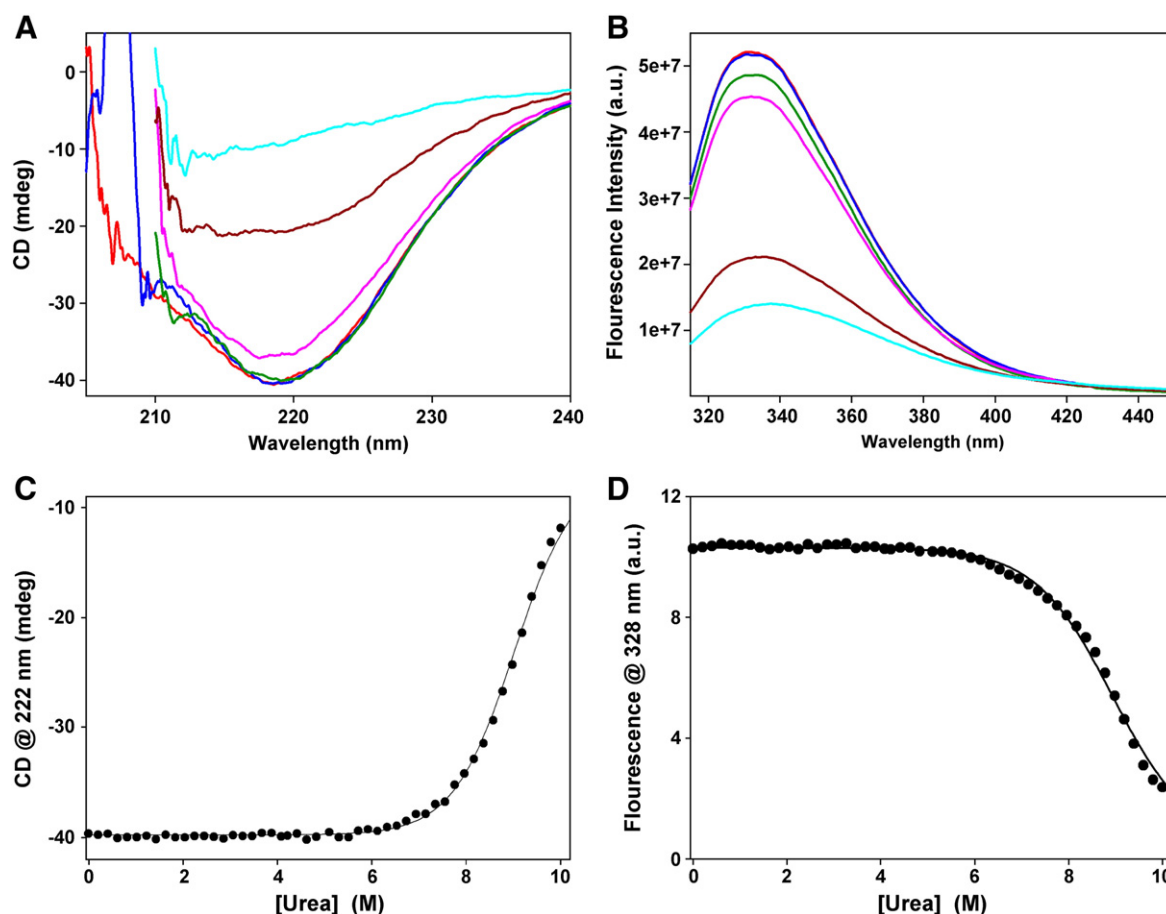 A
0
-10
-20
-30
-40
CD (mdeg)
210 220 230 240
Wavelength (nm)
B
5e+7
4e+7
3e+7
2e+7
1e+7
Flourescence Intensity (a.u.)
320 340 360 380 400 420 440
Wavelength (nm)
C
-10
-20
-30
-40
CD @ 222 nm (mdeg)
0 2 4 6 8 10
[Urea] (M)
D
12
8
4
0
Flourescence @ 328 nm (a.u.)
0 2 4 6 8 10
[Urea] (M)